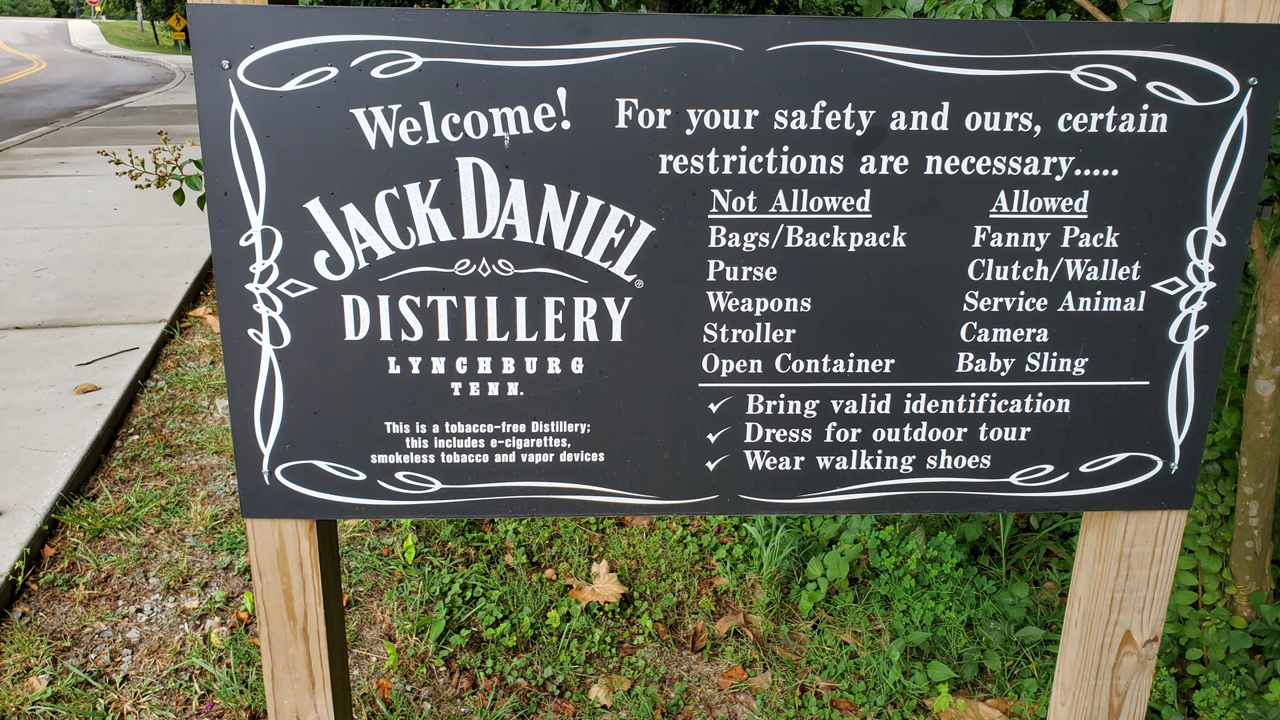 Welcome!
JACK DANIEL
DISTILLERY
LYNCHBURG
TENN.
This is a tobacco-free Distillery;
this includes e-cigarettes,
smokeless tobacco and vapor devices
For your safety and ours, certain
restrictions are necessary.....
Not Allowed
Bags/Backpack
Purse
Weapons
Stroller
Open Container
Allowed
Fanny Pack
Clutch/Wallet
Service Animal
Camera
Baby Sling
✓ Bring valid identification
✓ Dress for outdoor tour
✓ Wear walking shoes